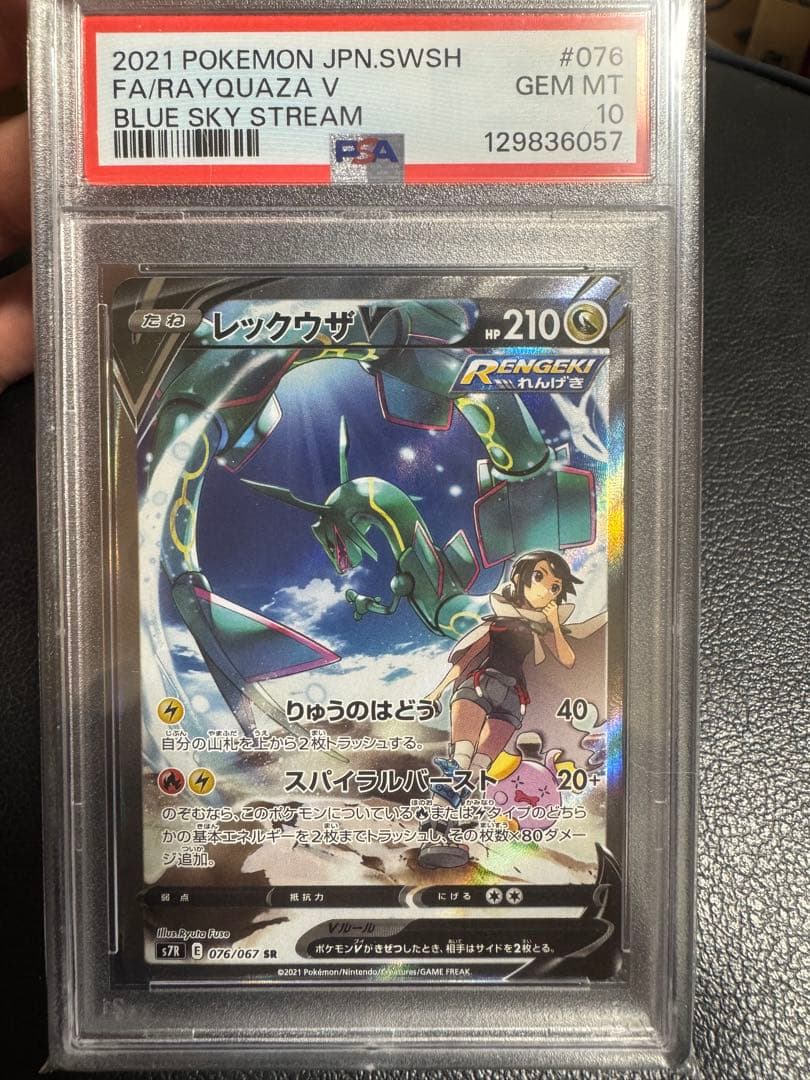 2021 POKEMON JPN.SWSH #076
FA/RAYQUAZA V GEM MT
BLUE SKY STREAM 10
PSA 129836057
たね レックウザV HP 210
RENGEKI
れんげき
りゅうのはどう 40
自分の山札を上から2枚トラッシュする。
スパイラルバースト 20+
のぞむなら、このポケモンについているまたはタイプのどちら
かの基本エネルギーを2枚までトラッシュし、その枚数×80ダメー
ジ追加。
弱点 抵抗力 にげる
Illus. Ryuta Fuse
Vルール
ポケモンVがきぜつしたとき、相手はサイドを2枚とる。
s7R E 076/067 SR
©2021 Pokémon/Nintendo/Creatures/GAME FREAK.